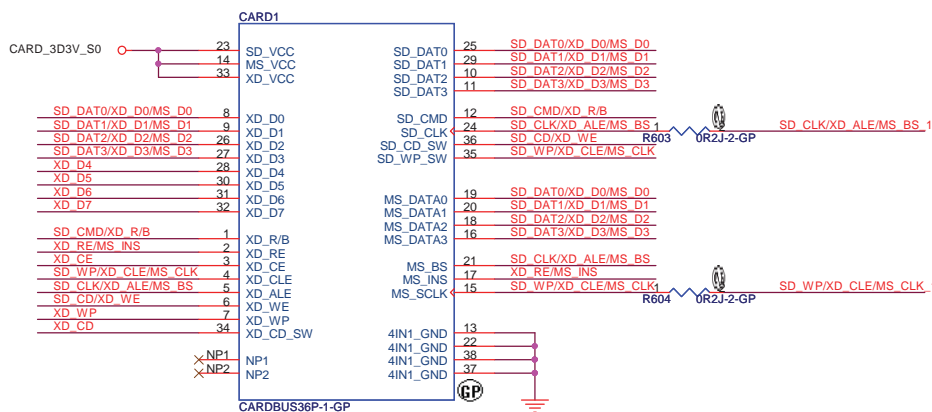 CARD1
CARD_3D3V_S0
23 SD_VCC
14 MS_VCC
33 XD_VCC
SD_DAT0/XD_D0/MS_D0 8 XD_D0
SD_DAT1/XD_D1/MS_D1 9 XD_D1
SD_DAT2/XD_D2/MS_D2 26 XD_D2
SD_DAT3/XD_D3/MS_D3 27 XD_D3
XD_D4 28 XD_D4
XD_D5 30 XD_D5
XD_D6 31 XD_D6
XD_D7 32 XD_D7
SD_CMD/XD_R/B 1 XD_R/B
XD_RE/MS_INS 2 XD_RE
XD_CE 3 XD_CE
SD_WP/XD_CLE/MS_CLK 4 XD_CLE
SD_CLK/XD_ALE/MS_BS 5 XD_ALE
SD_CD/XD_WE 6 XD_WE
XD_WP 7 XD_WP
XD_CD 34 XD_CD_SW
NP1 NP1
NP2 NP2
SD_DAT0 25 SD_DAT0/XD_D0/MS_D0
SD_DAT1 29 SD_DAT1/XD_D1/MS_D1
SD_DAT2 10 SD_DAT2/XD_D2/MS_D2
SD_DAT3 11 SD_DAT3/XD_D3/MS_D3
SD_CMD 12 SD_CMD/XD_R/B
SD_CLK 24 SD_CLK/XD_ALE/MS_BS 1 2 SD_CLK/XD_ALE/MS_BS_1
R603 0R2J-2-GP
SD_CD_SW 36 SD_CD/XD_WE
SD_WP_SW 35 SD_WP/XD_CLE/MS_CLK
MS_DATA0 19 SD_DAT0/XD_D0/MS_D0
MS_DATA1 20 SD_DAT1/XD_D1/MS_D1
MS_DATA2 18 SD_DAT2/XD_D2/MS_D2
MS_DATA3 16 SD_DAT3/XD_D3/MS_D3
MS_BS 21 SD_CLK/XD_ALE/MS_BS
MS_INS 17 XD_RE/MS_INS
MS_SCLK 15 SD_WP/XD_CLE/MS_CLK 1 2 SD_WP/XD_CLE/MS_CLK_
R604 0R2J-2-GP
4IN1_GND 13
4IN1_GND 22
4IN1_GND 38
4IN1_GND 37
GP
CARDBUS36P-1-GP